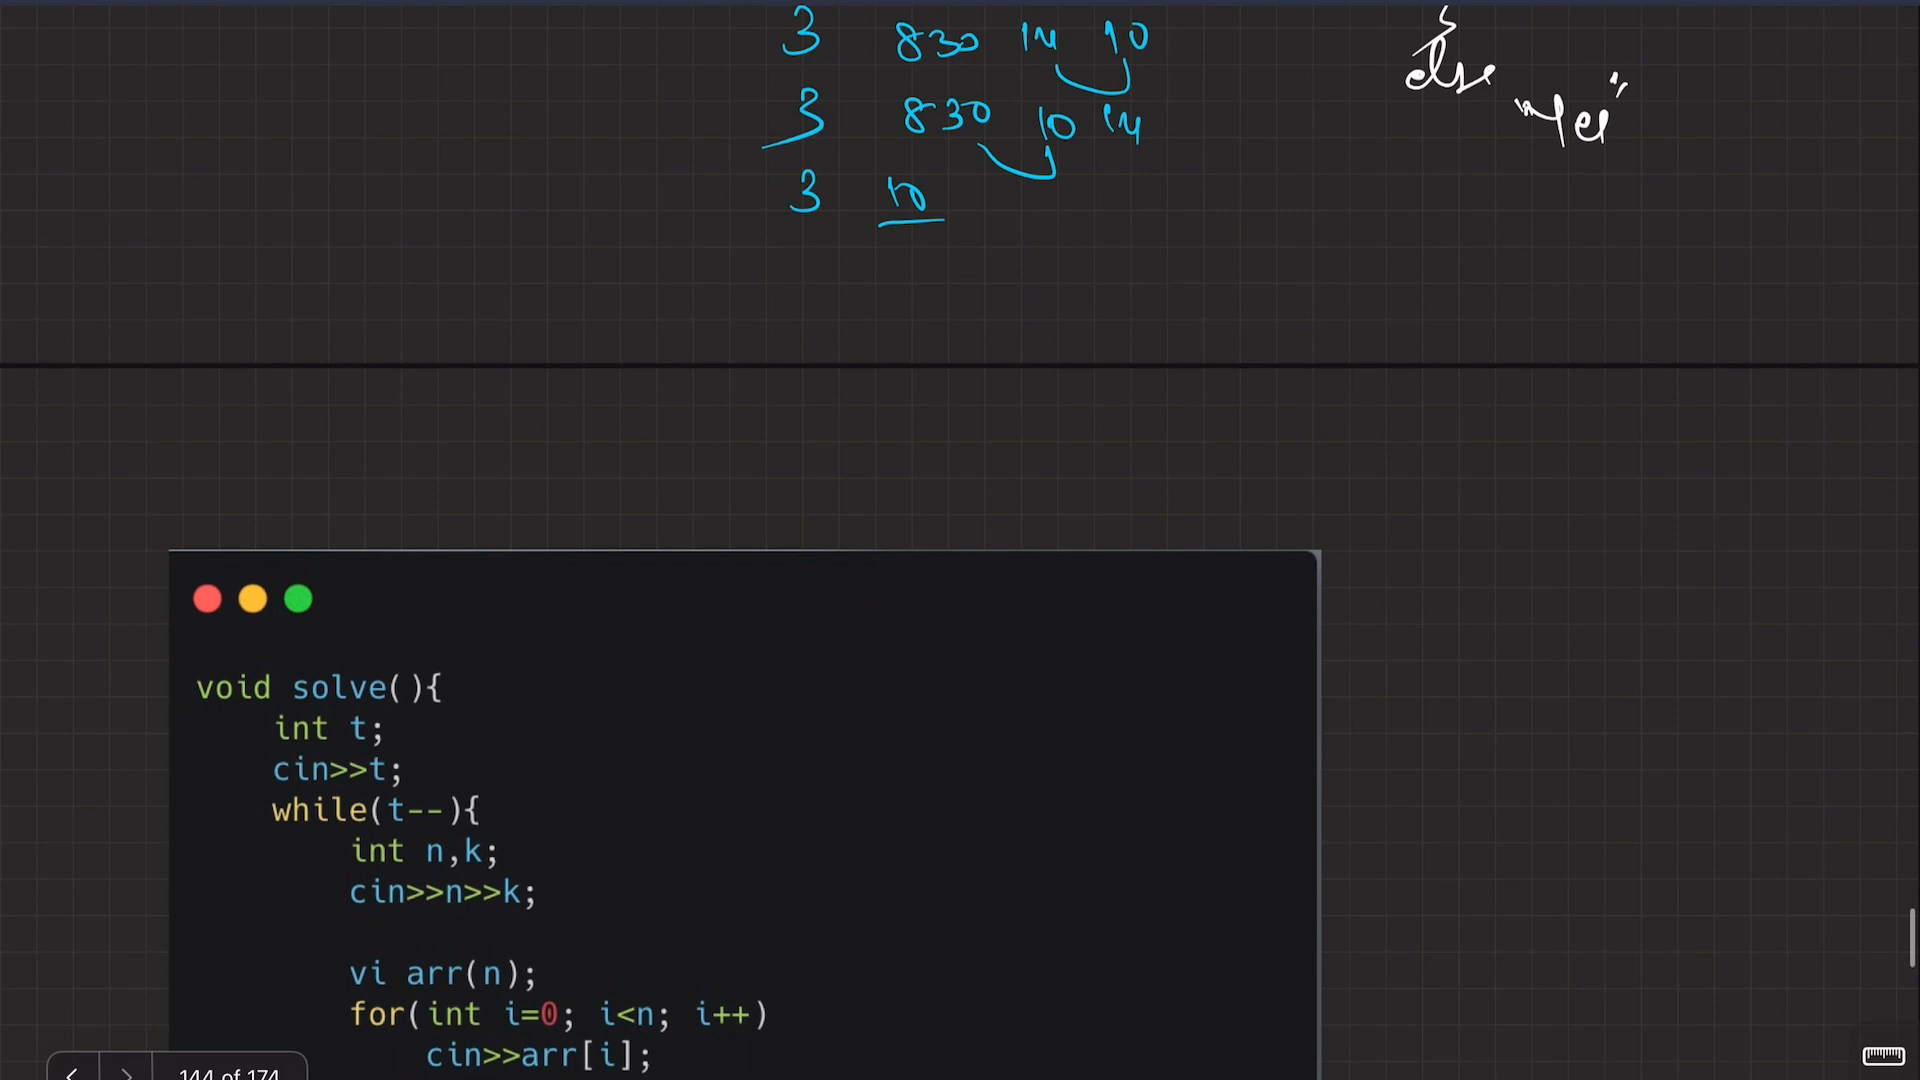 3 830 14 10
3 830 10 14
3 10
else
"Yes"
void solve(){
int t;
cin>>t;
while(t--){
int n,k;
cin>>n>>k;
vi arr(n);
for(int i=0; i<n; i++)
cin>>arr[i];
144 of 174